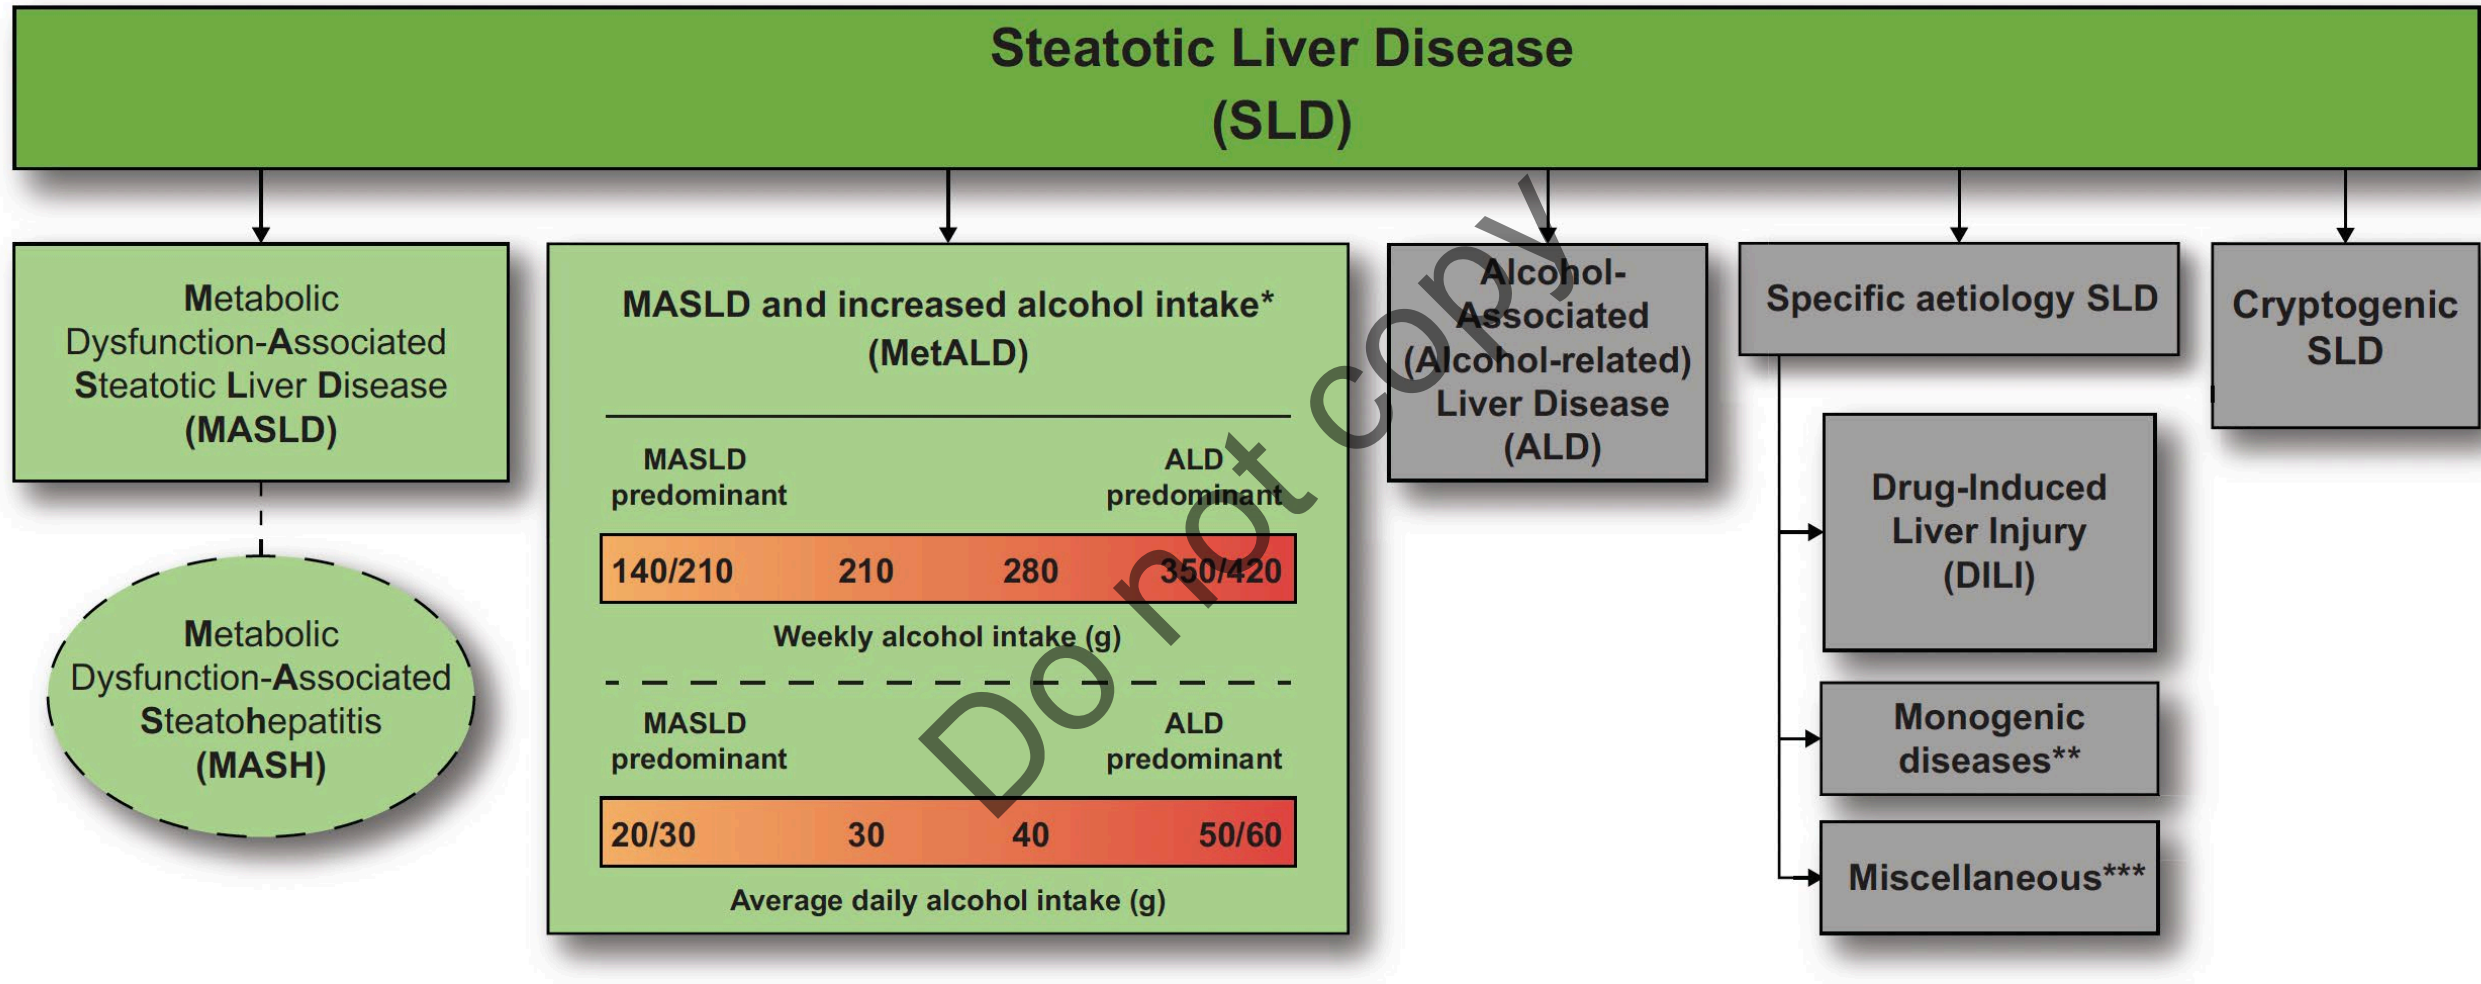 Steatotic Liver Disease
(SLD)
Metabolic
Dysfunction-Associated
Steatotic Liver Disease
(MASLD)
Metabolic
Dysfunction-Associated
Steatohepatitis
(MASH)
MASLD and increased alcohol intake*
(MetALD)
MASLD predominant
ALD predominant
140/210 210 280 350/420
Weekly alcohol intake (g)
MASLD predominant
ALD predominant
20/30 30 40 50/60
Average daily alcohol intake (g)
Alcohol-
Associated
(Alcohol-related)
Liver Disease
(ALD)
Specific aetiology SLD
Drug-Induced
Liver Injury
(DILI)
Monogenic
diseases**
Miscellaneous***
Cryptogenic
SLD
Do not copy